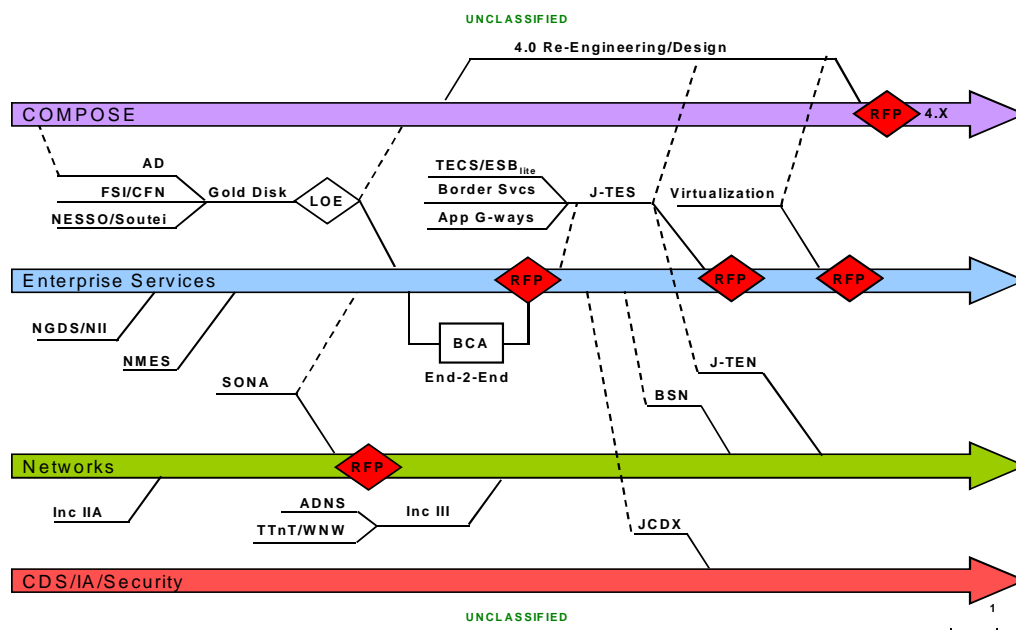 UNCLASSIFIED
4.0 Re-Engineering/Design
COMPOSE
RFP
4.X
AD
FSI/CFN
NESSO/Soutei
Gold Disk
LOE
TECS/ESBlite
Border Svcs
App G-ways
J-TES
Virtualization
Enterprise Services
RFP
RFP
RFP
NGDS/NII
NMES
BCA
End-2-End
SONA
J-TEN
BSN
Networks
RFP
Inc IIA
ADNS
TTnT/WNW
Inc III
JCDX
CDS/IA/Security
UNCLASSIFIED
1